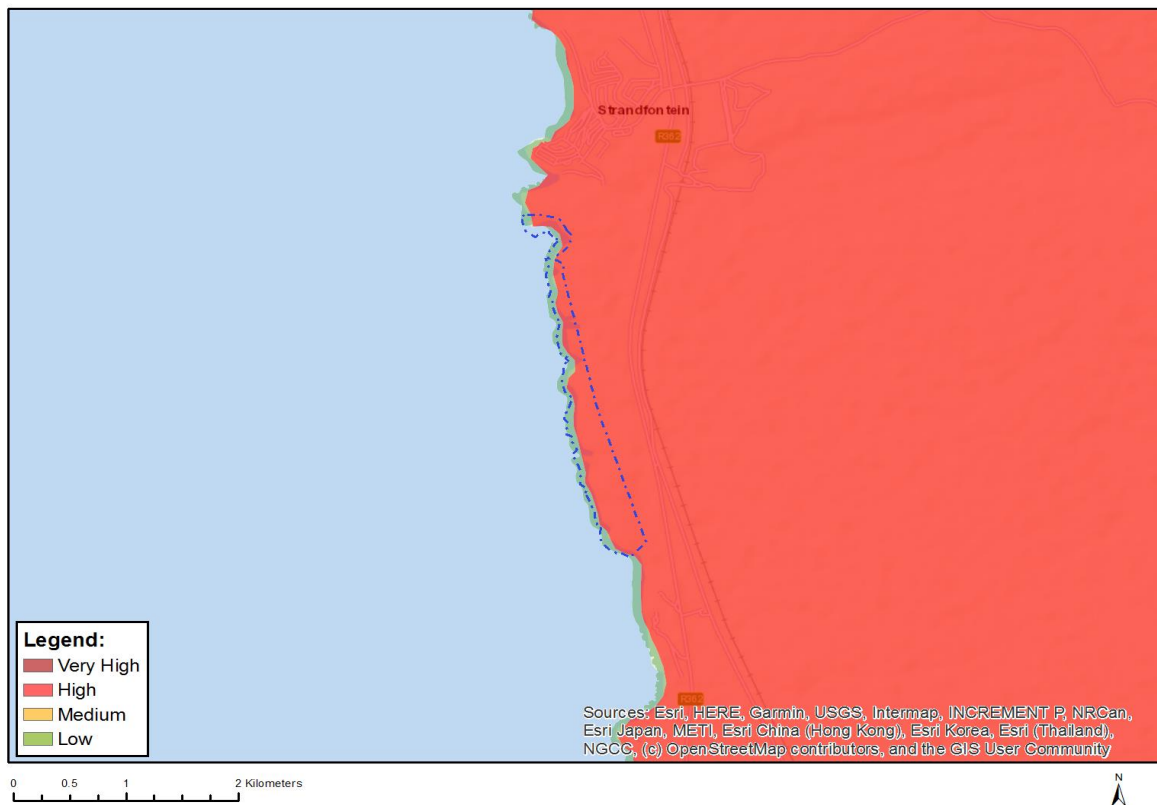 Strandfontein
R362
Legend:
Very High
High
Medium
Low
Sources: Esri, HERE, Garmin, USGS, Intermap, INCREMENT P, NRCan,
Esri Japan, METI, Esri China (Hong Kong), Esri Korea, Esri (Thailand),
NGCC, (c) OpenStreetMap contributors, and the GIS User Community
R362
0 0.5 1 2 Kilometers
N